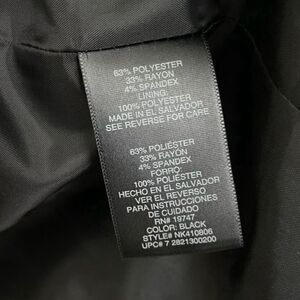 63% POLYESTER
33% RAYON
4% SPANDEX
LINING:
100% POLYESTER
MADE IN EL SALVADOR
SEE REVERSE FOR CARE
63% POLIÉSTER
33% RAYON
4% SPANDEX
FORRO:
100% POLIÉSTER
HECHO EN EL SALVADOR
VER EL REVERSO
PARA INSTRUCCIONES
DE CUIDADO
RN# 19747
COLOR: BLACK
STYLE# NK410806
UPC# 7 2821300200